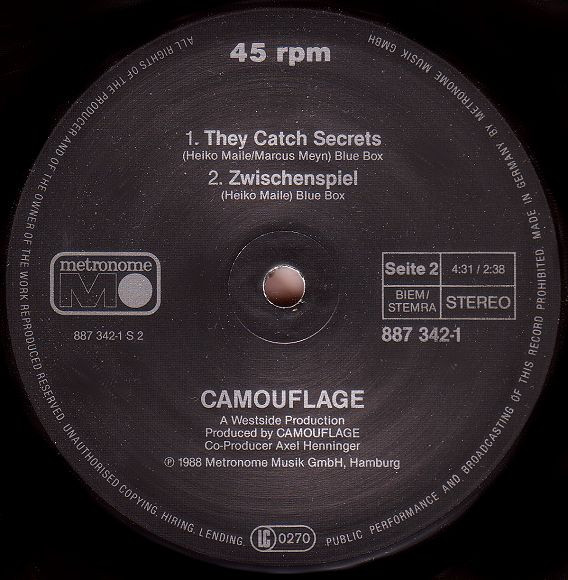 45 rpm
1. They Catch Secrets
(Heiko Maile/Marcus Meyn) Blue Box
2. Zwischenspiel
(Heiko Maile) Blue Box
metronome
M
887 342-1 S 2
Seite 2 4:31 / 2:38
BIEM/ STEMRA STEREO
887 342-1
CAMOUFLAGE
A Westside Production
Produced by CAMOUFLAGE
Co-Producer Axel Henninger
℗ 1988 Metronome Musik GmbH, Hamburg
LC 0270
ALL RIGHTS OF THE PRODUCER AND OF THE OWNER OF THE WORK REPRODUCED RESERVED. UNAUTHORISED COPYING, HIRING, LENDING, PUBLIC PERFORMANCE AND BROADCASTING OF THIS RECORD PROHIBITED. MADE IN GERMANY BY METRONOME MUSIK GMBH